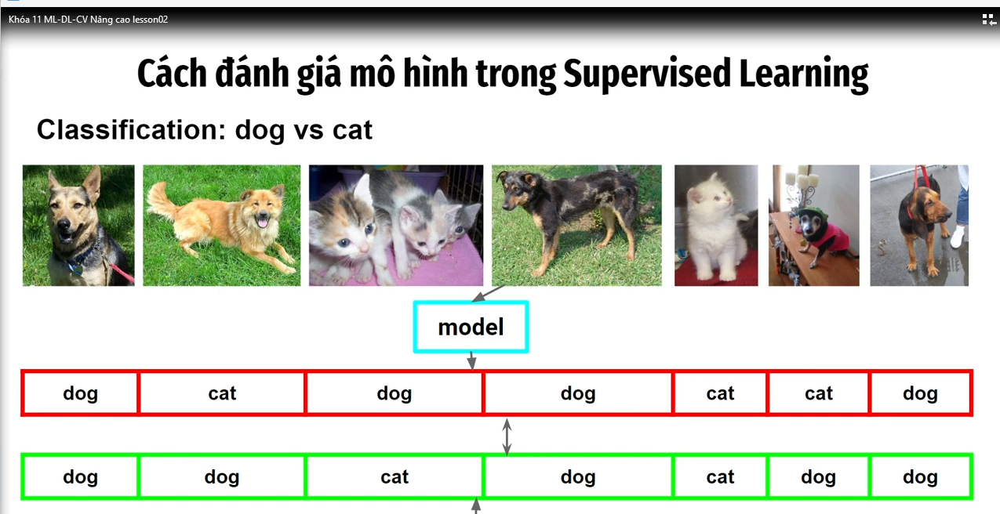 Khóa 11 ML-DL-CV Nâng cao lesson02
Cách đánh giá mô hình trong Supervised Learning
Classification: dog vs cat
model
dog cat dog dog cat cat dog
dog dog cat dog cat dog dog